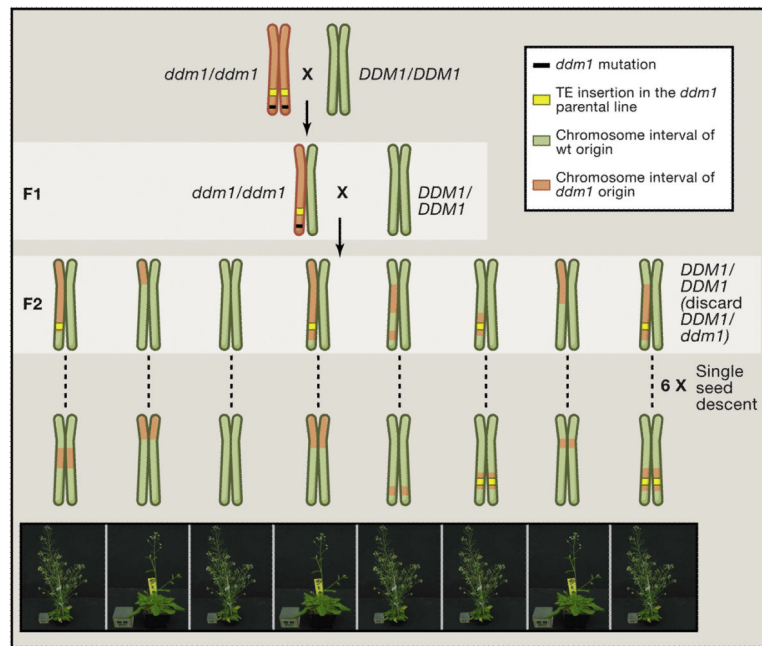 ddm1/ddm1 X DDM1/DDM1
ddm1 mutation
TE insertion in the ddm1
parental line
Chromosome interval of
wt origin
Chromosome interval of
ddm1 origin
F1
ddm1/ddm1 X DDM1/
DDM1
F2
DDM1/
DDM1
(discard
DDM1/
ddm1)
6 X Single
seed
descent